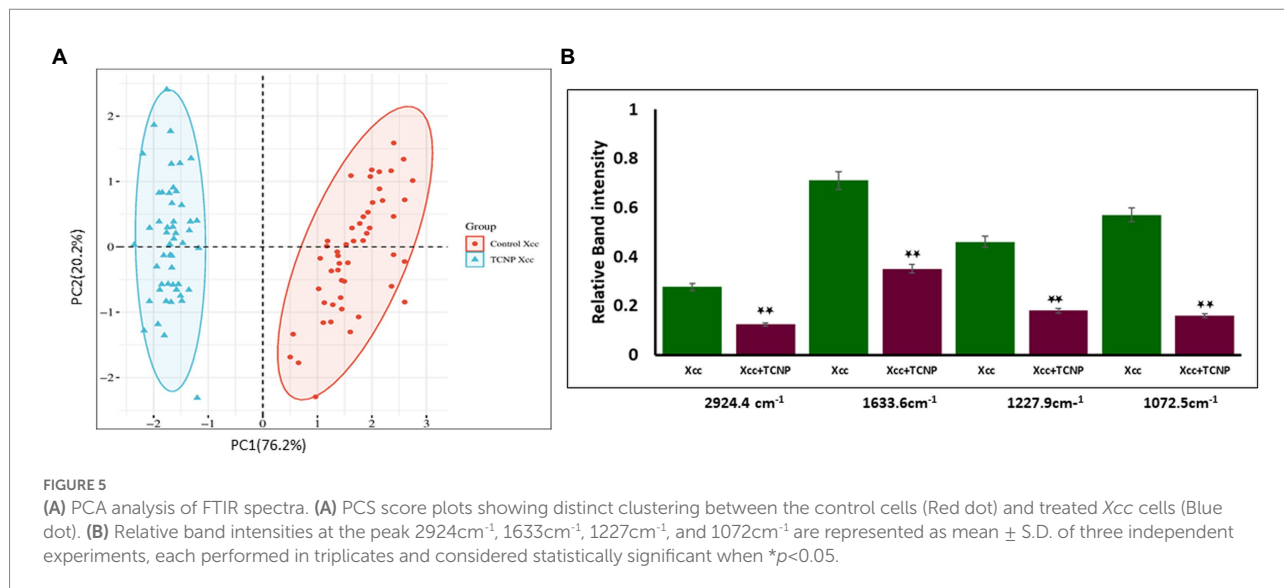 A
B
2
1
0
-1
-2
PC2(20.2%)
-2
-1
0
1
2
3
PC1(76.2%)
Group
Control Xcc
TCNP Xcc
1
0.8
0.6
0.4
0.2
0
Relative Band intensity
** ** ** **
Xcc Xcc+TCNP Xcc Xcc+TCNP Xcc Xcc+TCNP Xcc Xcc+TCNP
2924.4 cm-1 1633.6cm-1 1227.9cm-1 1072.5cm-1
FIGURE 5
(A) PCA analysis of FTIR spectra. (A) PCS score plots showing distinct clustering between the control cells (Red dot) and treated Xcc cells (Blue
dot). (B) Relative band intensities at the peak 2924cm-1, 1633cm-1, 1227cm-1, and 1072cm-1 are represented as mean ± S.D. of three independent
experiments, each performed in triplicates and considered statistically significant when *p<0.05.